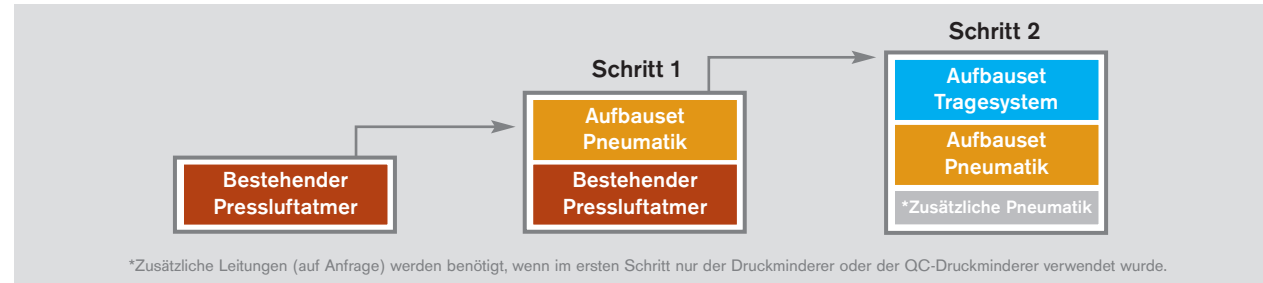 Schritt 2
Schritt 1
Aufbauset
Tragesystem
Aufbauset
Pneumatik
Aufbauset
Pneumatik
Bestehender
Pressluftatmer
Bestehender
Pressluftatmer
*Zusätzliche Pneumatik
*Zusätzliche Leitungen (auf Anfrage) werden benötigt, wenn im ersten Schritt nur der Druckminderer oder der QC-Druckminderer verwendet wurde.